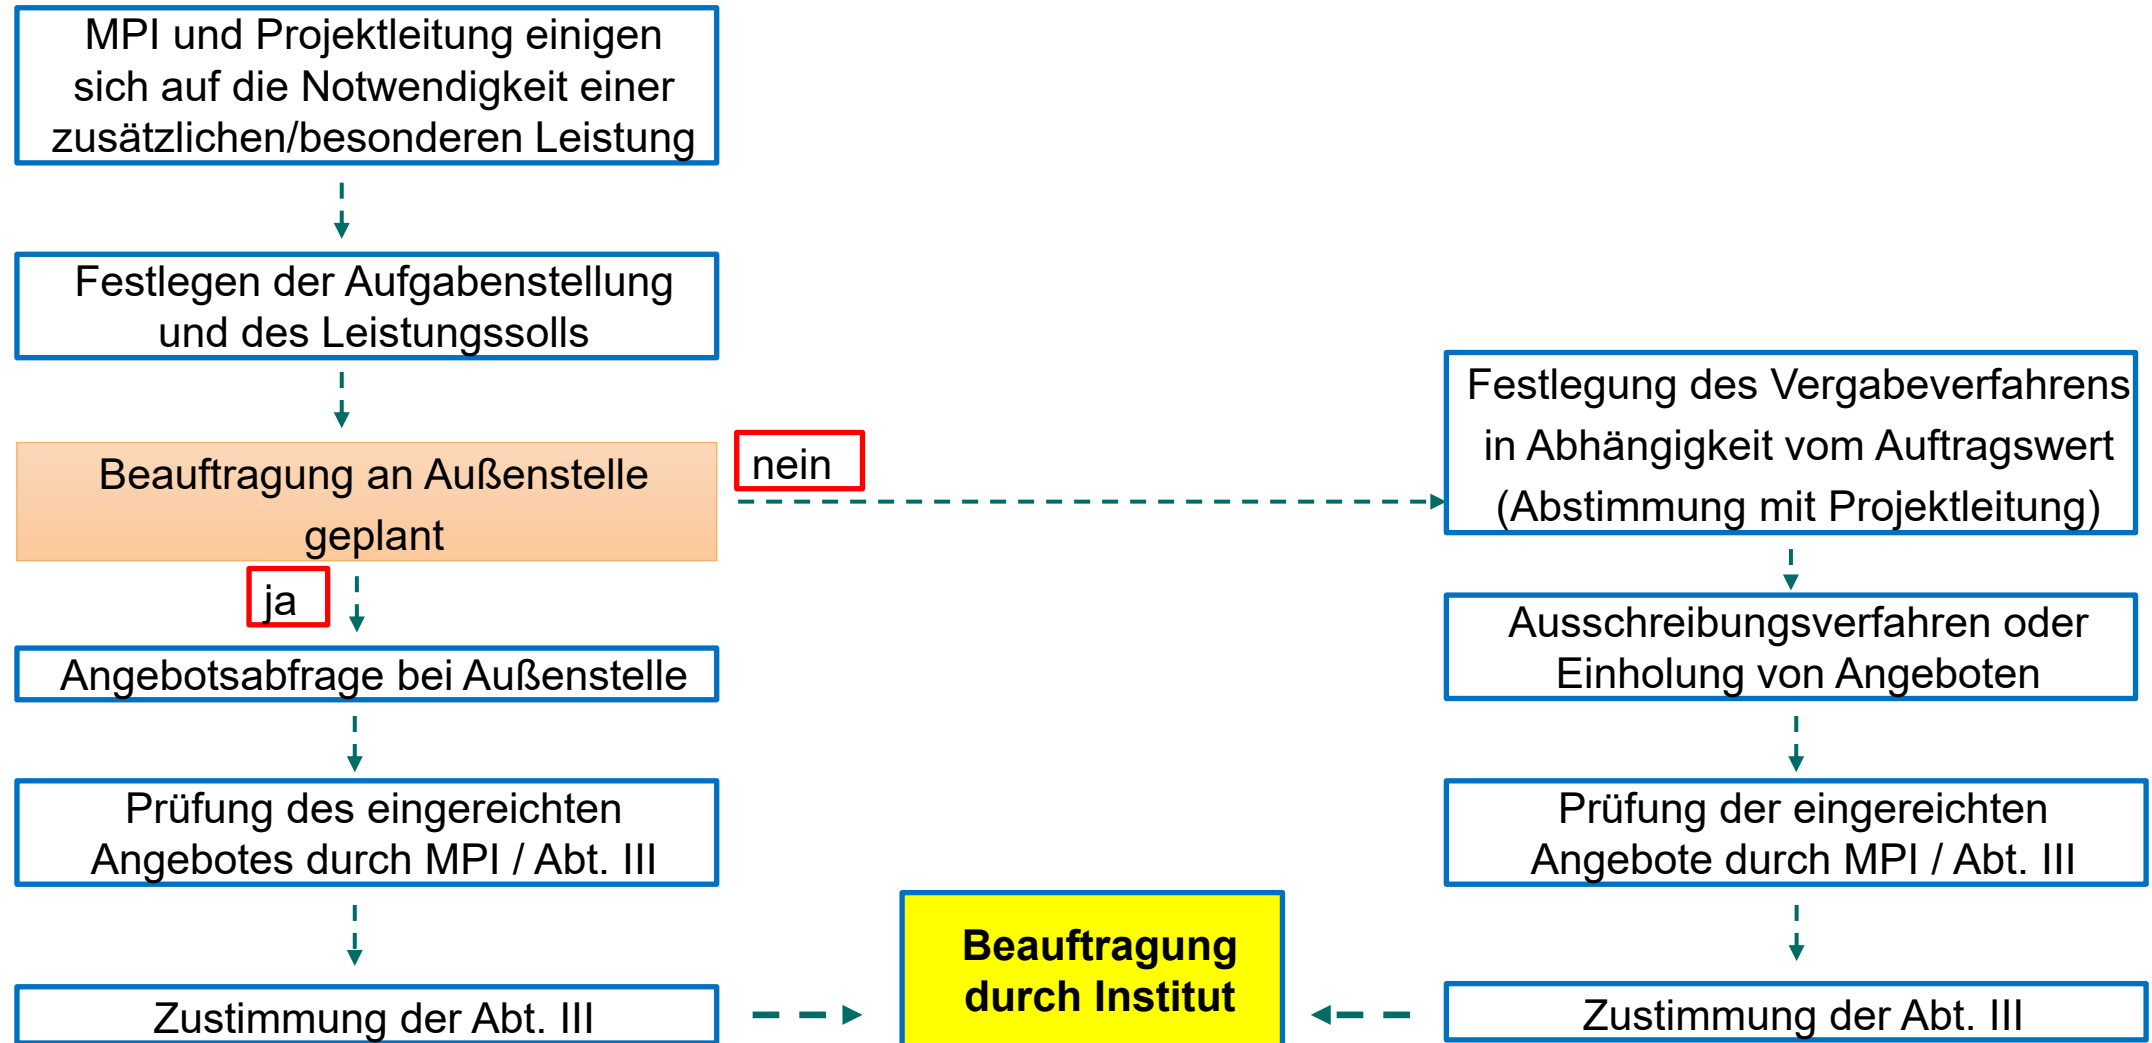 MPI und Projektleitung einigen
sich auf die Notwendigkeit einer
zusätzlichen/besonderen Leistung
Festlegen der Aufgabenstellung
und des Leistungssolls
Beauftragung an Außenstelle
geplant
nein
ja
Angebotsabfrage bei Außenstelle
Prüfung des eingereichten
Angebotes durch MPI / Abt. III
Zustimmung der Abt. III
Festlegung des Vergabeverfahrens
in Abhängigkeit vom Auftragswert
(Abstimmung mit Projektleitung)
Ausschreibungsverfahren oder
Einholung von Angeboten
Prüfung der eingereichten
Angebote durch MPI / Abt. III
Zustimmung der Abt. III
Beauftragung
durch Institut